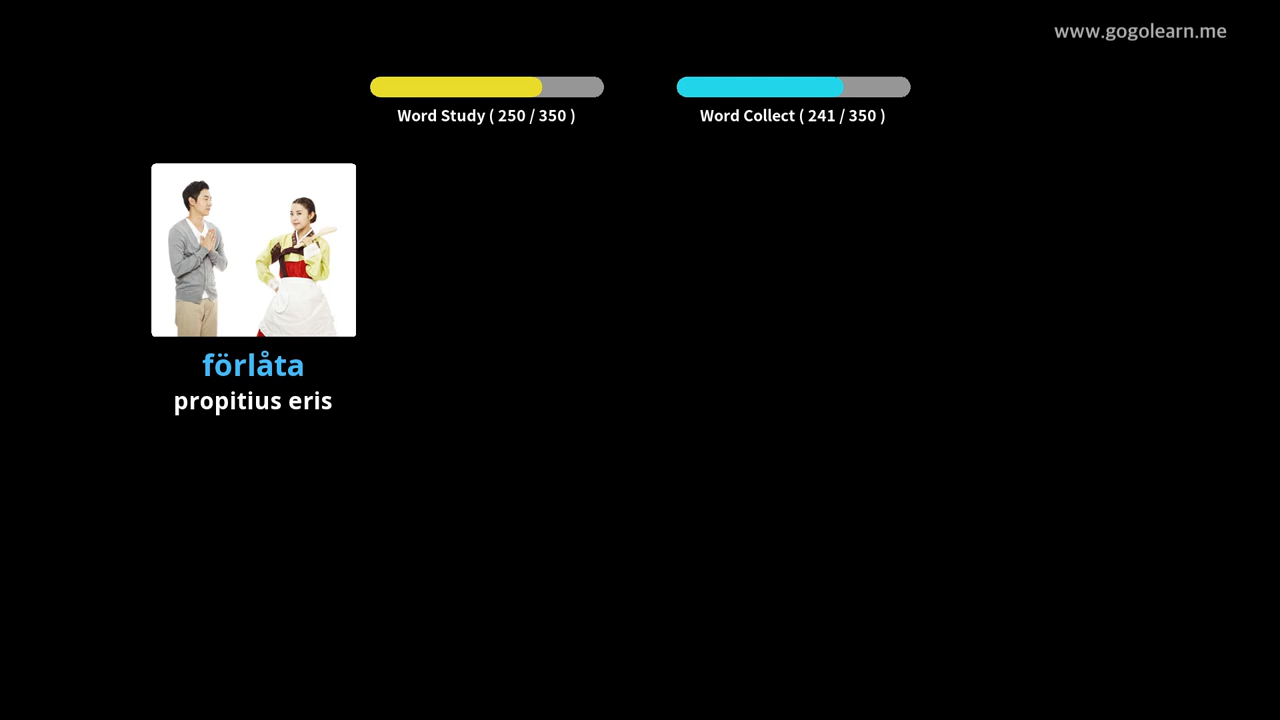 www.gogolearn.me
Word Study ( 250 / 350 )
Word Collect ( 241 / 350 )
förlåta
propitius eris